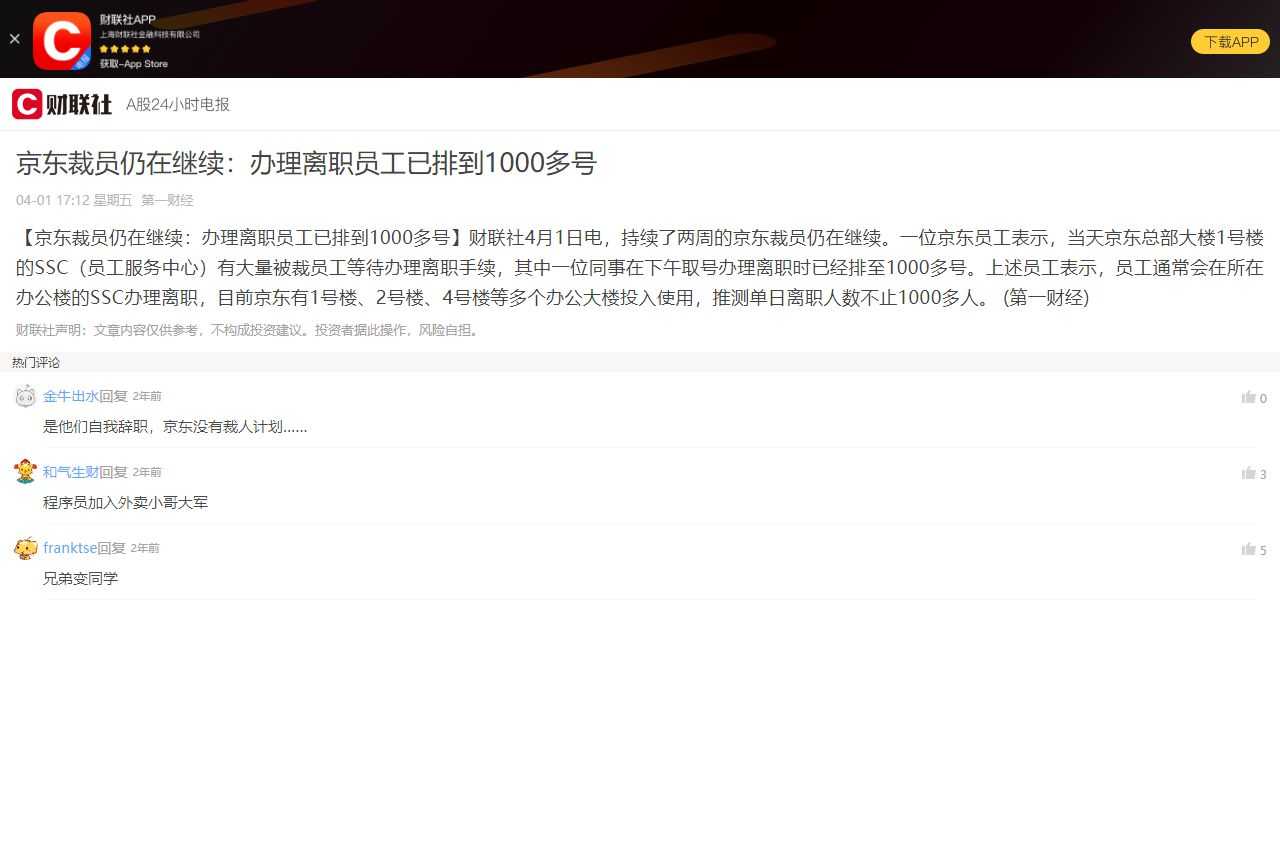 财联社APP
上海财联社金融科技有限公司
获取-App Store
下载APP
财联社 A股24小时电报
京东裁员仍在继续：办理离职员工已排到1000多号
04-01 17:12 星期五 第一财经
【京东裁员仍在继续：办理离职员工已排到1000多号】财联社4月1日电，持续了两周的京东裁员仍在继续。一位京东员工表示，当天京东总部大楼1号楼
的SSC（员工服务中心）有大量被裁员工等待办理离职手续，其中一位同事在下午取号办理离职时已经排至1000多号。上述员工表示，员工通常会在所在
办公楼的SSC办理离职，目前京东有1号楼、2号楼、4号楼等多个办公大楼投入使用，推测单日离职人数不止1000多人。 (第一财经)
财联社声明：文章内容仅供参考，不构成投资建议。投资者据此操作，风险自担。
热门评论
金牛出水回复 2年前 0
是他们自我辞职，京东没有裁人计划……
和气生财回复 2年前 3
程序员加入外卖小哥大军
franktse回复 2年前 5
兄弟变同学